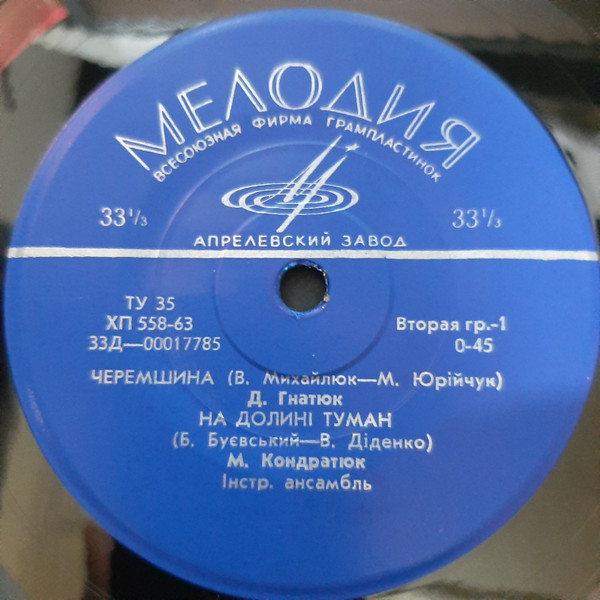 МЕЛОДИЯ
ВСЕСОЮЗНАЯ ФИРМА ГРАМПЛАСТИНОК
33⅓ 33⅓
АПРЕЛЕВСКИЙ ЗАВОД
ТУ 35
ХП 558-63 Вторая гр.-1
33Д—00017785 0-45
ЧЕРЕМШИНА (В. Михайлюк—М. Юрійчук)
Д. Гнатюк
НА ДОЛИНІ ТУМАН
(Б. Буєвський—В. Діденко)
М. Кондратюк
Інстр. ансамбль